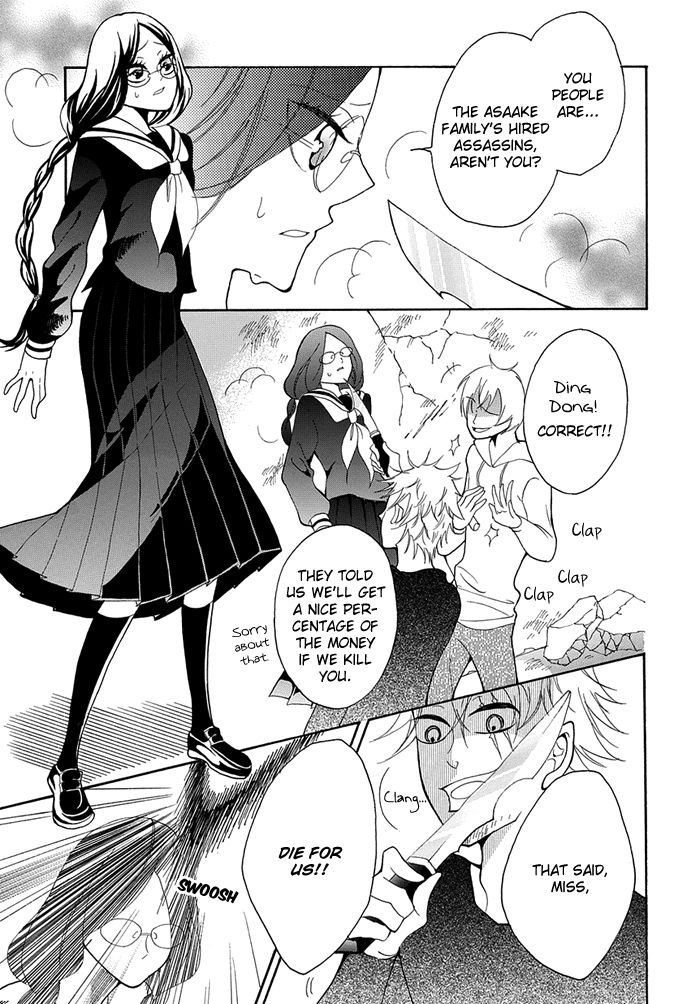 YOU
PEOPLE
ARE...
THE ASAAKE
FAMILY'S HIRED
ASSASSINS,
AREN'T YOU?
Ding
Dong!
CORRECT!!
Clap
Clap
Clap
THEY TOLD
US WE'LL GET
A NICE PER-
CENTAGE OF
THE MONEY
IF WE KILL
YOU.
Sorry
about
that.
Clang...
THAT SAID,
MISS,
DIE FOR
US!!
SWOOSH